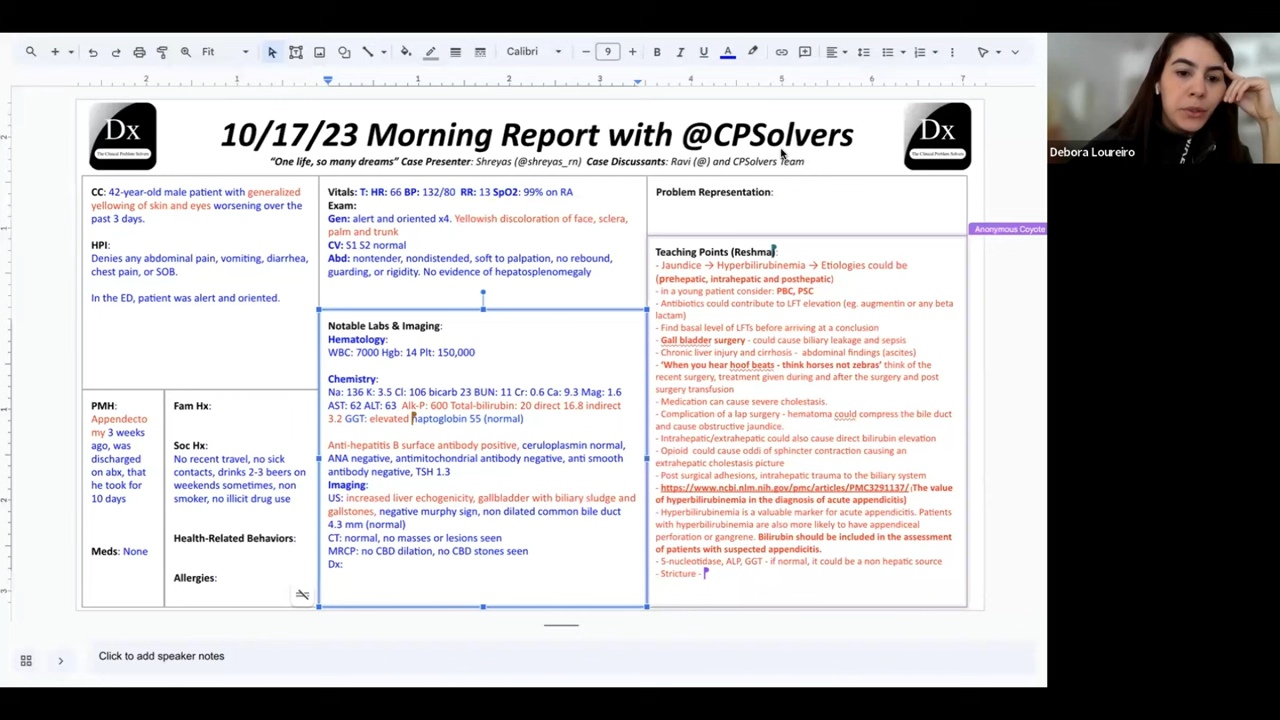 Fit
Calibri
9
B
I
U
A
2
1
1
2
3
4
5
6
7
Dx
The Clinical Problem Solvers
10/17/23 Morning Report with @CPSolvers
"One life, so many dreams" Case Presenter: Shreyas (@shreyas_rn) Case Discussants: Ravi (@) and CPSolvers Team
Dx
The Clinical Problem Solvers
CC: 42-year-old male patient with generalized
yellowing of skin and eyes worsening over the
past 3 days.
HPI:
Denies any abdominal pain, vomiting, diarrhea,
chest pain, or SOB.
In the ED, patient was alert and oriented.
PMH:
Appendecto
my 3 weeks
ago, was
discharged
on abx, that
he took for
10 days
Meds: None
Fam Hx:
Soc Hx:
No recent travel, no sick
contacts, drinks 2-3 beers on
weekends sometimes, non
smoker, no illicit drug use
Health-Related Behaviors:
Allergies:
Vitals: T: HR: 66 BP: 132/80 RR: 13 SpO2: 99% on RA
Exam:
Gen: alert and oriented x4. Yellowish discoloration of face, sclera,
palm and trunk
CV: S1 S2 normal
Abd: nontender, nondistended, soft to palpation, no rebound,
guarding, or rigidity. No evidence of hepatosplenomegaly
Notable Labs & Imaging:
Hematology:
WBC: 7000 Hgb: 14 Plt: 150,000
Chemistry:
Na: 136 K: 3.5 Cl: 106 bicarb 23 BUN: 11 Cr: 0.6 Ca: 9.3 Mag: 1.6
AST: 62 ALT: 63 Alk-P: 600 Total-bilirubin: 20 direct 16.8 indirect
3.2 GGT: elevated haptoglobin 55 (normal)
Anti-hepatitis B surface antibody positive, ceruloplasmin normal,
ANA negative, antimitochondrial antibody negative, anti smooth
antibody negative, TSH 1.3
Imaging:
US: increased liver echogenicity, gallbladder with biliary sludge and
gallstones, negative murphy sign, non dilated common bile duct
4.3 mm (normal)
CT: normal, no masses or lesions seen
MRCP: no CBD dilation, no CBD stones seen
Dx:
Problem Representation:
Teaching Points (Reshma):
- Jaundice → Hyperbilirubinemia → Etiologies could be
(prehepatic, intrahepatic and posthepatic)
- in a young patient consider: PBC, PSC
- Antibiotics could contribute to LFT elevation (eg. augmentin or any beta
lactam)
- Find basal level of LFTs before arriving at a conclusion
- Gall bladder surgery - could cause biliary leakage and sepsis
- Chronic liver injury and cirrhosis - abdominal findings (ascites)
- 'When you hear hoof beats - think horses not zebras' think of the
recent surgery, treatment given during and after the surgery and post
surgery transfusion
- Medication can cause severe cholestasis.
- Complication of a lap surgery - hematoma could compress the bile duct
and cause obstructive jaundice.
- Intrahepatic/extrahepatic could also cause direct bilirubin elevation
- Opioid could cause oddi of sphincter contraction causing an
extrahepatic cholestasis picture
- Post surgical adhesions, intrahepatic trauma to the biliary system
- https://www.ncbi.nlm.nih.gov/pmc/articles/PMC3291137/ (The value
of hyperbilirubinemia in the diagnosis of acute appendicitis)
- Hyperbilirubinemia is a valuable marker for acute appendicitis. Patients
with hyperbilirubinemia are also more likely to have appendiceal
perforation or gangrene. Bilirubin should be included in the assessment
of patients with suspected appendicitis.
- 5-nucleotidase, ALP, GGT - if normal, it could be a non hepatic source
- Stricture -
Anonymous Coyote
Debora Loureiro
Click to add speaker notes